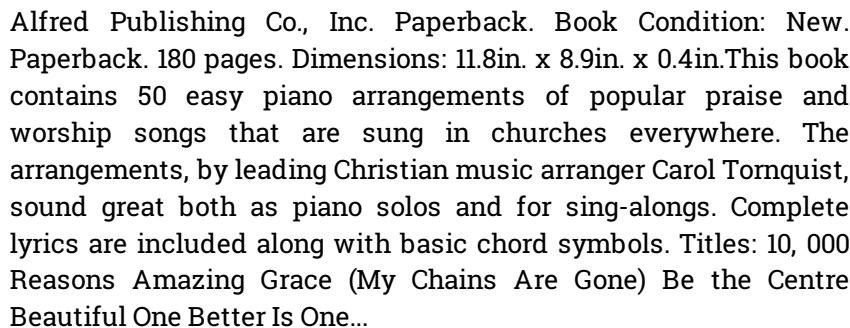 Alfred Publishing Co., Inc. Paperback. Book Condition: New.
Paperback. 180 pages. Dimensions: 11.8in. x 8.9in. x 0.4in.This book
contains 50 easy piano arrangements of popular praise and
worship songs that are sung in churches everywhere. The
arrangements, by leading Christian music arranger Carol Tornquist,
sound great both as piano solos and for sing-alongs. Complete
lyrics are included along with basic chord symbols. Titles: 10, 000
Reasons Amazing Grace (My Chains Are Gone) Be the Centre
Beautiful One Better Is One...